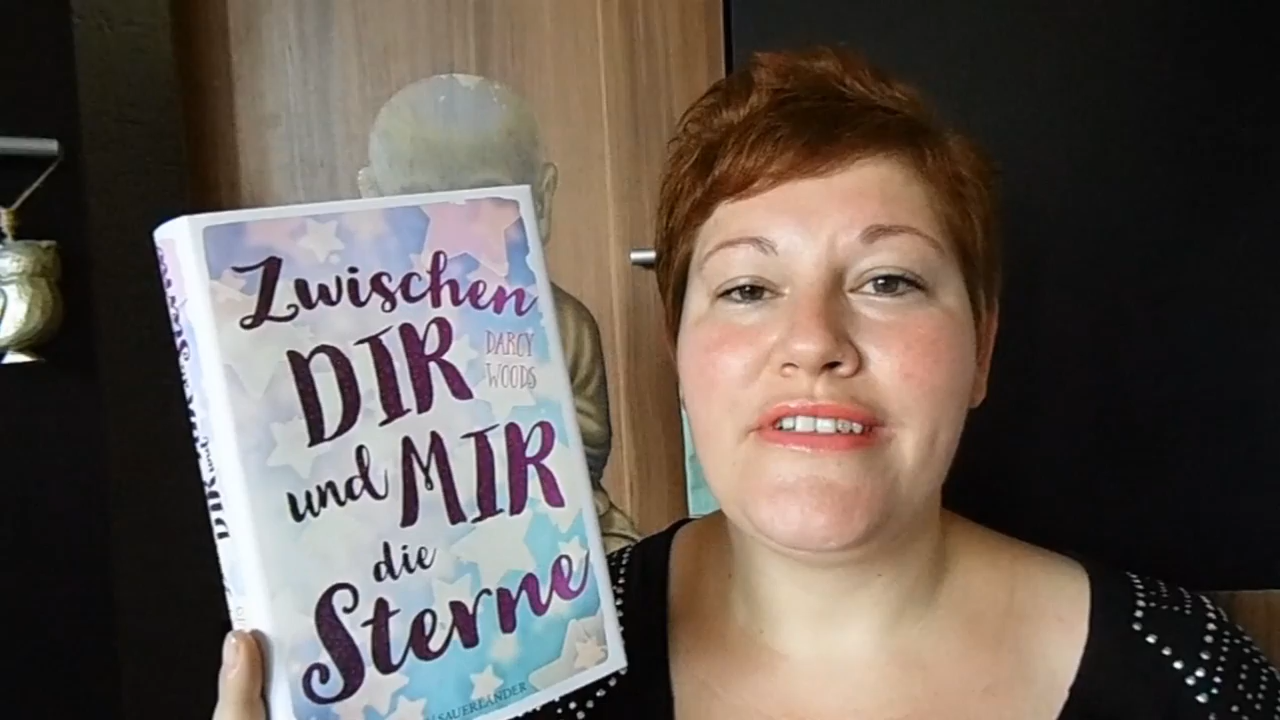 Zwischen
DIR
DARCY
WOODS
und MIR
die
Sterne
SAUERLÄNDER